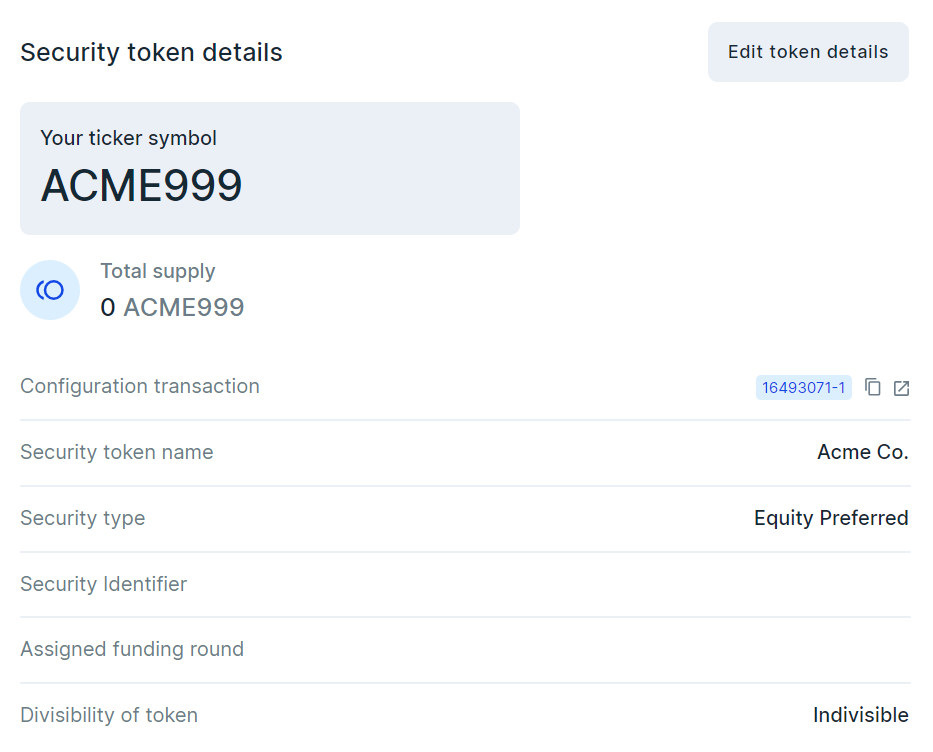 Security token details
Edit token details
Your ticker symbol
ACME999
Total supply
0 ACME999
Configuration transaction
16493071-1
Security token name
Acme Co.
Security type
Equity Preferred
Security Identifier
Assigned funding round
Divisibility of token
Indivisible